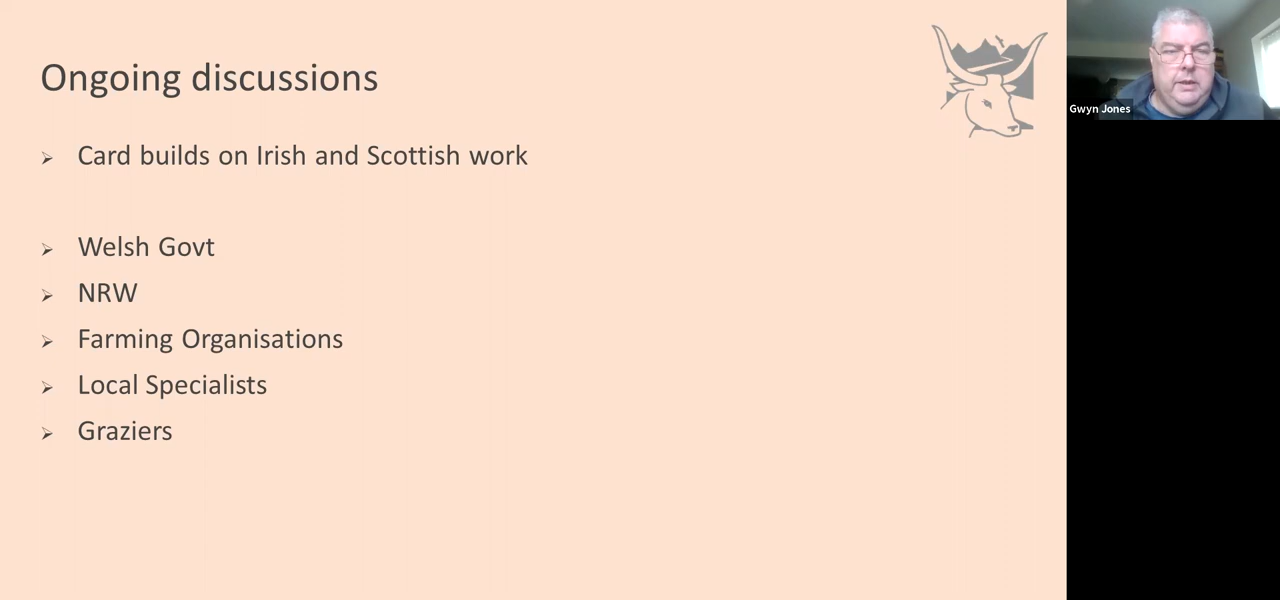 Ongoing discussions
Card builds on Irish and Scottish work
Welsh Govt
NRW
Farming Organisations
Local Specialists
Graziers
Gwyn Jones